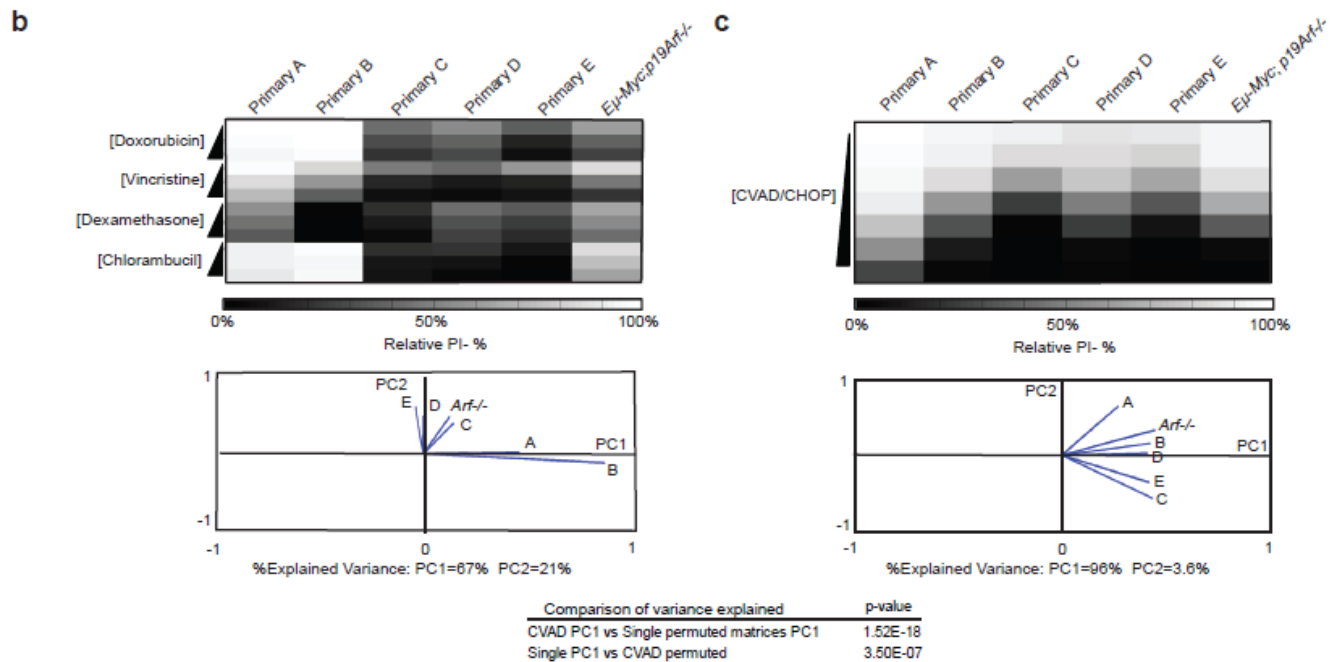 b
Primary A
Primary B
Primary C
Primary D
Primary E
Eμ-Myc;p19Arf-/-
[Doxorubicin]
[Vincristine]
[Dexamethasone]
[Chlorambucil]
0% 50% 100%
Relative PI- %
1
PC2
E D Arf-/-
C
A PC1
B
-1
-1 0 1
%Explained Variance: PC1=67% PC2=21%
c
Primary A
Primary B
Primary C
Primary D
Primary E
Eμ-Myc; p19Arf-/-
[CVAD/CHOP]
0% 50% 100%
Relative PI- %
1
PC2
A
Arf-/-
B
D PC1
E
C
-1
-1 0 1
%Explained Variance: PC1=96% PC2=3.6%
Comparison of variance explained p-value
CVAD PC1 vs Single permuted matrices PC1 1.52E-18
Single PC1 vs CVAD permuted 3.50E-07